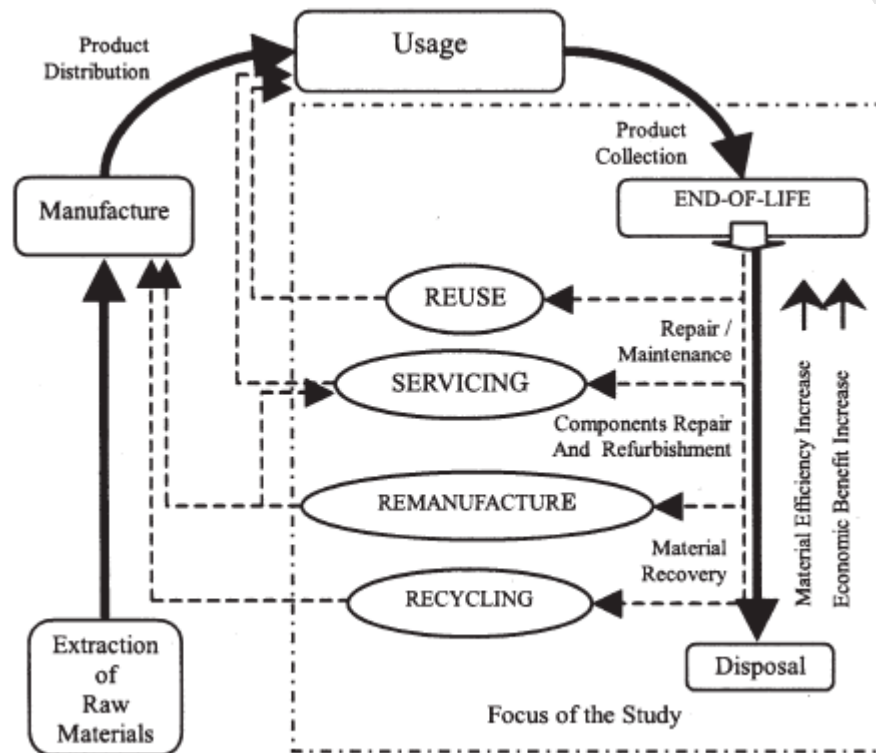 Usage
Product
Distribution
Product
Collection
Manufacture
END-OF-LIFE
REUSE
Repair /
Maintenance
SERVICING
Components Repair
And Refurbishment
REMANUFACTURE
Material
Recovery
RECYCLING
Material Efficiency Increase
Economic Benefit Increase
Extraction
of
Raw
Materials
Disposal
Focus of the Study